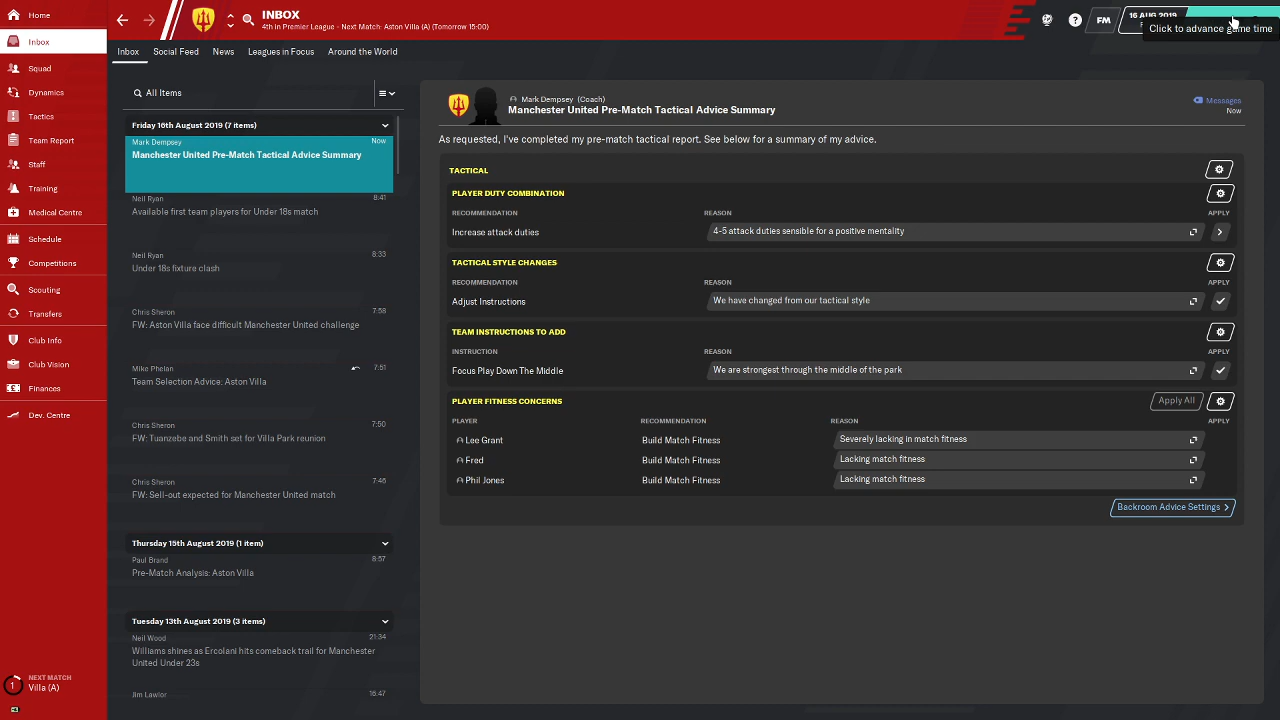 Home
Inbox
Squad
Dynamics
Tactics
Team Report
Staff
Training
Medical Centre
Schedule
Competitions
Scouting
Transfers
Club Info
Club Vision
Finances
Dev. Centre
1
NEXT MATCH
Villa (A)
INBOX
4th in Premier League - Next Match: Aston Villa (A) (Tomorrow 15:00)
?
FM
16 AUG 2019
Click to advance game time
Inbox
Social Feed
News
Leagues in Focus
Around the World
All Items
Friday 16th August 2019 (7 items)
Mark Dempsey Now
Manchester United Pre-Match Tactical Advice Summary
Neil Ryan 8:41
Available first team players for Under 18s match
Neil Ryan 8:33
Under 18s fixture clash
Chris Sheron 7:58
FW: Aston Villa face difficult Manchester United challenge
Mike Phelan 7:51
Team Selection Advice: Aston Villa
Chris Sheron 7:50
FW: Tuanzebe and Smith set for Villa Park reunion
Chris Sheron 7:46
FW: Sell-out expected for Manchester United match
Thursday 15th August 2019 (1 item)
Paul Brand 8:57
Pre-Match Analysis: Aston Villa
Tuesday 13th August 2019 (3 items)
Neil Wood 21:34
Williams shines as Ercolani hits comeback trail for Manchester
United Under 23s
Jim Lawlor 16:47
Mark Dempsey (Coach)
Manchester United Pre-Match Tactical Advice Summary
Messages
Now
As requested, I've completed my pre-match tactical report. See below for a summary of my advice.
TACTICAL
PLAYER DUTY COMBINATION
RECOMMENDATION REASON APPLY
Increase attack duties 4-5 attack duties sensible for a positive mentality
TACTICAL STYLE CHANGES
RECOMMENDATION REASON APPLY
Adjust Instructions We have changed from our tactical style
TEAM INSTRUCTIONS TO ADD
INSTRUCTION REASON APPLY
Focus Play Down The Middle We are strongest through the middle of the park
PLAYER FITNESS CONCERNS Apply All
PLAYER RECOMMENDATION REASON APPLY
Lee Grant Build Match Fitness Severely lacking in match fitness
Fred Build Match Fitness Lacking match fitness
Phil Jones Build Match Fitness Lacking match fitness
Backroom Advice Settings